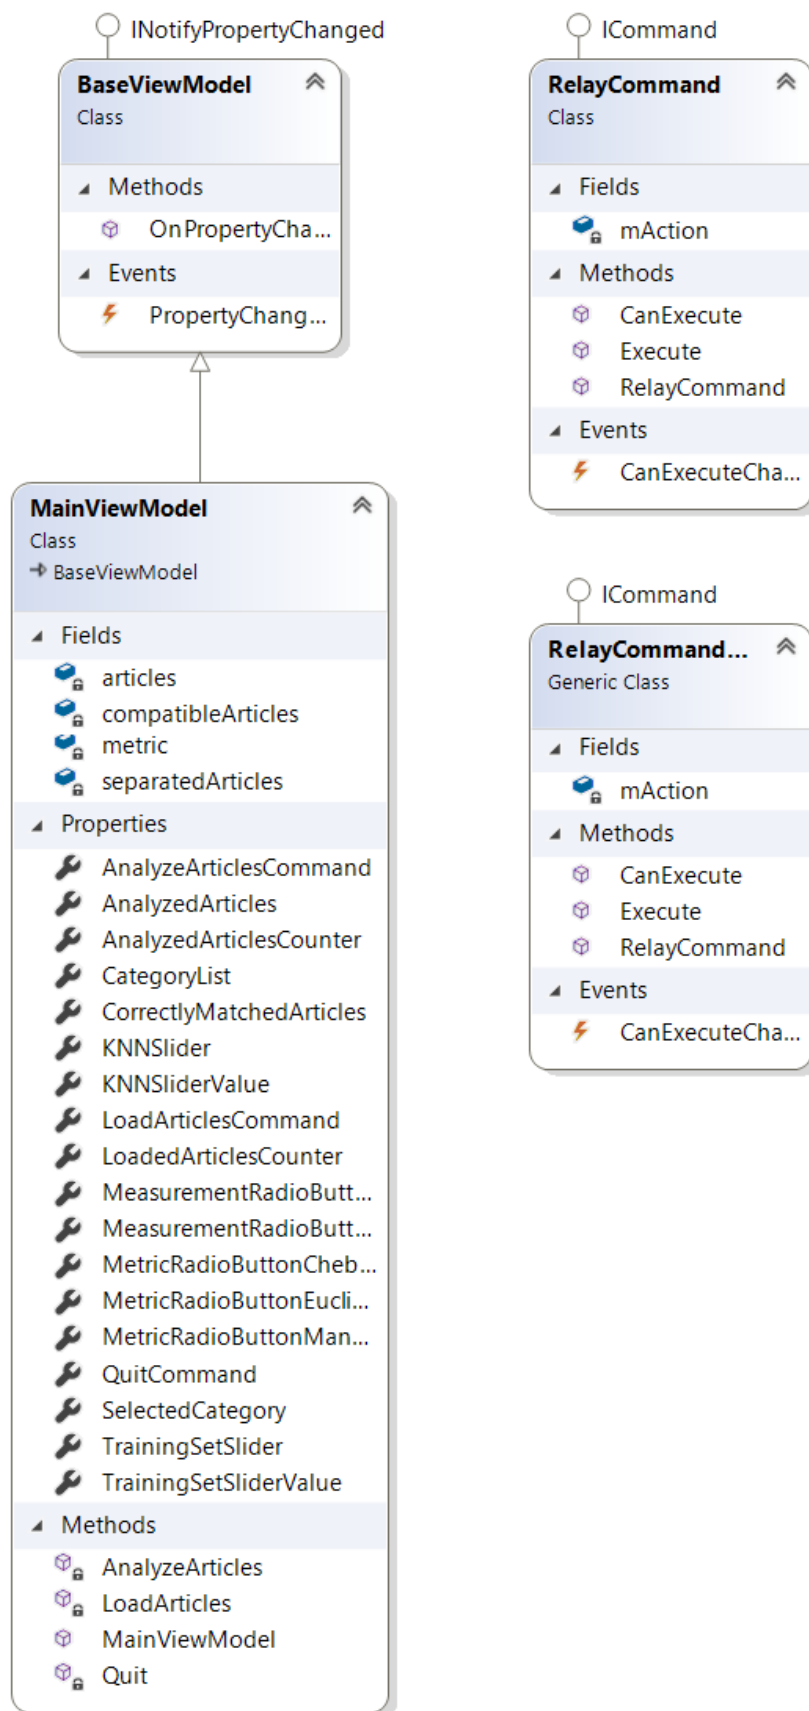 INotifyPropertyChanged
BaseViewModel
Class
Methods
OnPropertyCha...
Events
PropertyChang...
MainViewModel
Class
BaseViewModel
Fields
articles
compatibleArticles
metric
separatedArticles
Properties
AnalyzeArticlesCommand
AnalyzedArticles
AnalyzedArticlesCounter
CategoryList
CorrectlyMatchedArticles
KNNSlider
KNNSliderValue
LoadArticlesCommand
LoadedArticlesCounter
MeasurementRadioButt...
MeasurementRadioButt...
MetricRadioButtonCheb...
MetricRadioButtonEucli...
MetricRadioButtonMan...
QuitCommand
SelectedCategory
TrainingSetSlider
TrainingSetSliderValue
Methods
AnalyzeArticles
LoadArticles
MainViewModel
Quit
ICommand
RelayCommand
Class
Fields
mAction
Methods
CanExecute
Execute
RelayCommand
Events
CanExecuteCha...
ICommand
RelayCommand...
Generic Class
Fields
mAction
Methods
CanExecute
Execute
RelayCommand
Events
CanExecuteCha...